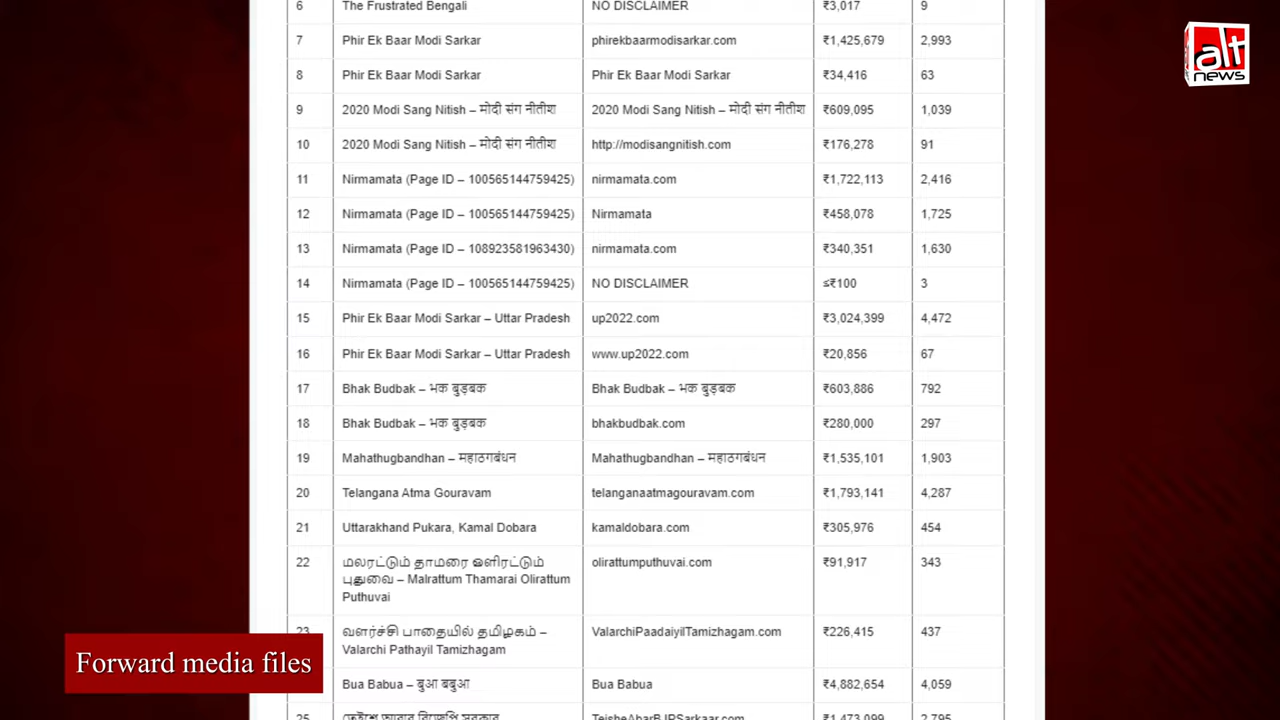 6 The Frustrated Bengali NO DISCLAIMER ₹3,017 9
7 Phir Ek Baar Modi Sarkar phirekbaarmodisarkar.com ₹1,425,679 2,993
8 Phir Ek Baar Modi Sarkar Phir Ek Baar Modi Sarkar ₹34,416 63
9 2020 Modi Sang Nitish – मोदी संग नीतीश 2020 Modi Sang Nitish – मोदी संग नीतीश ₹609,095 1,039
10 2020 Modi Sang Nitish – मोदी संग नीतीश http://modisangnitish.com ₹176,278 91
11 Nirmamata (Page ID – 100565144759425) nirmamata.com ₹1,722,113 2,416
12 Nirmamata (Page ID – 100565144759425) Nirmamata ₹458,078 1,725
13 Nirmamata (Page ID – 108923581963430) nirmamata.com ₹340,351 1,630
14 Nirmamata (Page ID – 100565144759425) NO DISCLAIMER ≤₹100 3
15 Phir Ek Baar Modi Sarkar – Uttar Pradesh up2022.com ₹3,024,399 4,472
16 Phir Ek Baar Modi Sarkar – Uttar Pradesh www.up2022.com ₹20,856 67
17 Bhak Budbak – भक बुड़बक Bhak Budbak – भक बुड़बक ₹603,886 792
18 Bhak Budbak – भक बुड़बक bhakbudbak.com ₹280,000 297
19 Mahathugbandhan – महाठगबंधन Mahathugbandhan – महाठगबंधन ₹1,535,101 1,903
20 Telangana Atma Gouravam telanganaatmagouravam.com ₹1,793,141 4,287
21 Uttarakhand Pukara, Kamal Dobara kamaldobara.com ₹305,976 454
22 மலரட்டும் தாமரை ஒளிரட்டும் olirattumputhuvai.com ₹91,917 343
புதுவை – Malrattum Thamarai Olirattum
Puthuvai
23 வளர்ச்சி பாதையில் தமிழகம் – ValarchiPaadaiyilTamizhagam.com ₹226,415 437
Valarchi Pathayil Tamizhagam
Bua Babua – बुआ बबुआ Bua Babua ₹4,882,654 4,059
25 TeisheAbarBJPSarkaar.com ₹1,473,099 2,795
alt
news
Forward media files